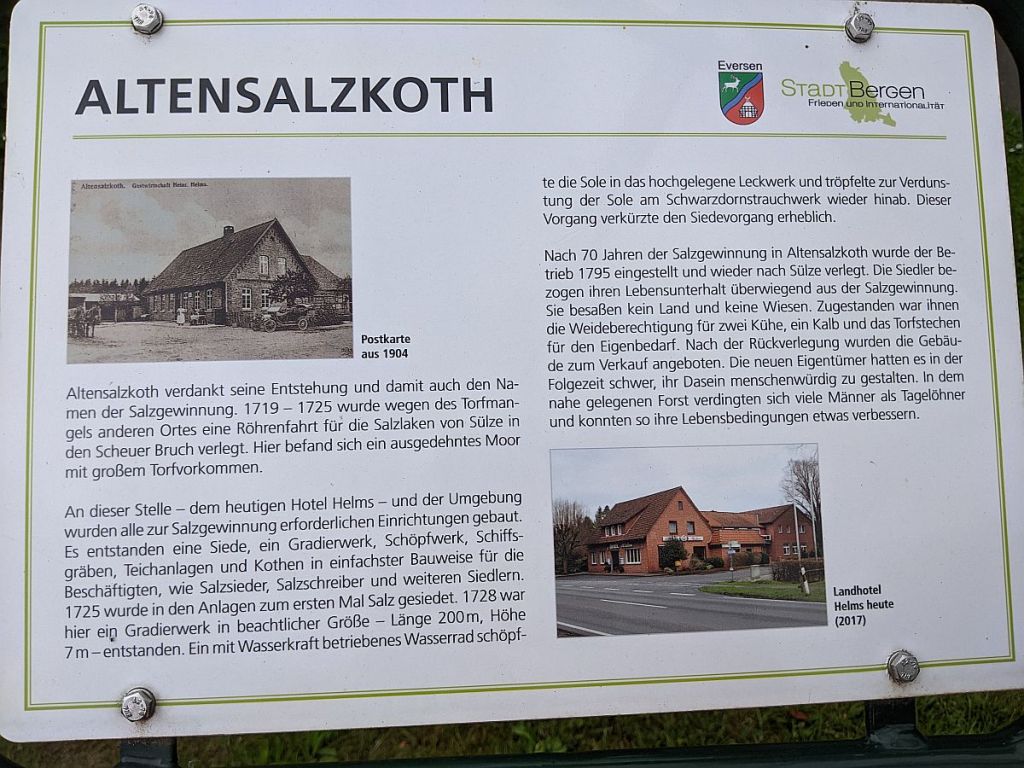 ALTENSALZKOTH
Eversen
STADT BERGEN
FRIEDEN UND INTERNATIONALITÄT
Altensalzkoth. Gastwirtschaft Heinr. Helms.
Postkarte
aus 1904
Altensalzkoth verdankt seine Entstehung und damit auch den Na-
men der Salzgewinnung. 1719 – 1725 wurde wegen des Torfman-
gels anderen Ortes eine Röhrenfahrt für die Salzlaken von Sülze in
den Scheuer Bruch verlegt. Hier befand sich ein ausgedehntes Moor
mit großem Torfvorkommen.
An dieser Stelle – dem heutigen Hotel Helms – und der Umgebung
wurden alle zur Salzgewinnung erforderlichen Einrichtungen gebaut.
Es entstanden eine Siede, ein Gradierwerk, Schöpfwerk, Schiffs-
gräben, Teichanlagen und Kothen in einfachster Bauweise für die
Beschäftigten, wie Salzsieder, Salzschreiber und weiteren Siedlern.
1725 wurde in den Anlagen zum ersten Mal Salz gesiedet. 1728 war
hier ein Gradierwerk in beachtlicher Größe – Länge 200m, Höhe
7m – entstanden. Ein mit Wasserkraft betriebenes Wasserrad schöpf-
te die Sole in das hochgelegene Leckwerk und tröpfelte zur Verduns-
tung der Sole am Schwarzdornstrauchwerk wieder hinab. Dieser
Vorgang verkürzte den Siedevorgang erheblich.
Nach 70 Jahren der Salzgewinnung in Altensalzkoth wurde der Be-
trieb 1795 eingestellt und wieder nach Sülze verlegt. Die Siedler be-
zogen ihren Lebensunterhalt überwiegend aus der Salzgewinnung.
Sie besaßen kein Land und keine Wiesen. Zugestanden war ihnen
die Weideberechtigung für zwei Kühe, ein Kalb und das Torfstechen
für den Eigenbedarf. Nach der Rückverlegung wurden die Gebäu-
de zum Verkauf angeboten. Die neuen Eigentümer hatten es in der
Folgezeit schwer, ihr Dasein menschenwürdig zu gestalten. In dem
nahe gelegenen Forst verdingten sich viele Männer als Tagelöhner
und konnten so ihre Lebensbedingungen etwas verbessern.
Landhotel
Helms heute
(2017)